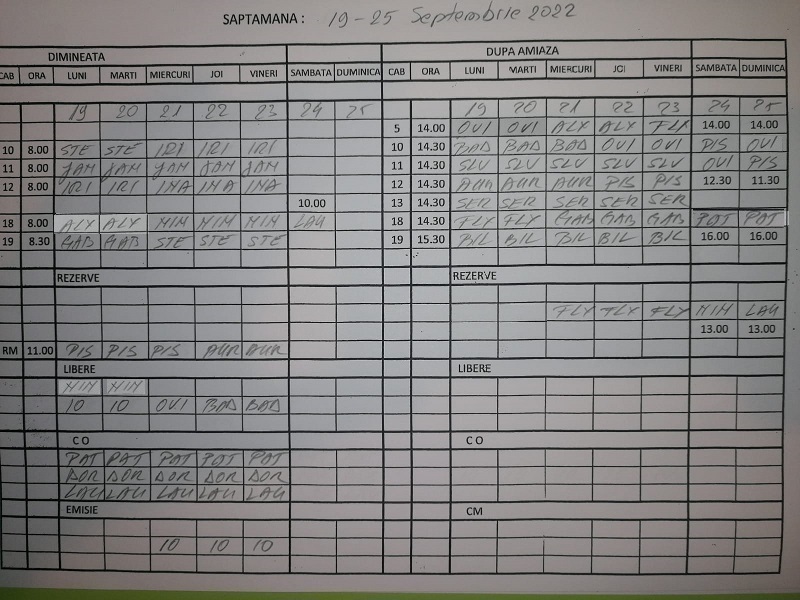 SAPTAMANA : 19-25 Septembrile 2022
DIMINEATA DUPA AMIAZA
CAB ORA LUNI MARTI MIERCURI JOI VINERI SAMBATA DUMINICA CAB ORA LUNI MARTI MIERCURI JOI VINERI SAMBATA DUMINICA
19 20 21 22 23 24 25 19 20 21 22 23 24 25
5 14.00 OVI OVI ALY ALY FLY 14.00 14.00
10 8.00 STE STE IRI IRI IRI 10 14.30 BAD BAD BAD OVI OVI PIS OVI
11 8.00 JAM JAM JAM JAM JAM 11 14.30 SLV SLV SLV SLV SLV OVI PIS
12 8.00 IRI IRI INA INA INA 12 14.30 AUR AUR AUR PIS PIS 12.30 11.30
10.00 13 14.30 SER SER SER SER SER
18 8.00 ALY ALY MIH MIH MIH LAU 18 14.30 FLY FLY GAB GAB GAB POT POT
19 8.30 GAB GAB STE STE STE 19 15.30 BIL BIL BIL BIL BIL 16.00 16.00
REZERVE REZERVE
FLY FLY FLY MIH LAU
13.00 13.00
RM 11.00 PIS PIS PIS AUR AUR
LIBERE LIBERE
MIH MIH
10 10 OVI BAD BAD
C O C O
POT POT POT POT POT
DOR DOR DOR DOR DOR
LAU LAU LAU LAU LAU
EMISIE CM
10 10 10